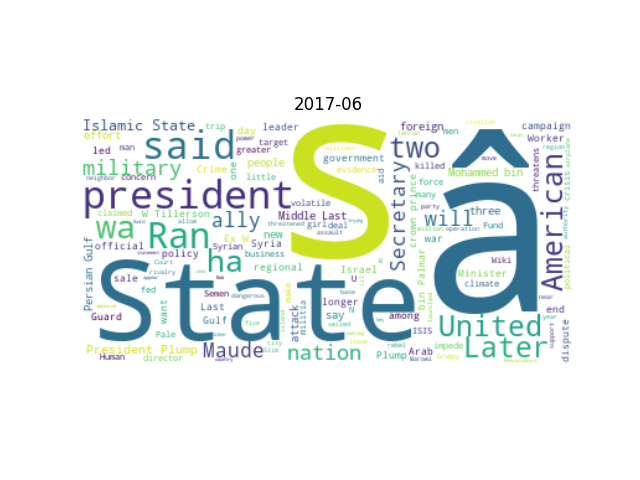 2017-06
Islamic State
trip
leader
foreign
men
campaign
effort
said
day
power
target
two
Worker
led
man
greater
region
military
one
people
government
killed
Mohammed bin
threatens
concern
Crime
little
evidence
aid
force
move
president
S
â
crisis
claimed
W Tillerson
volatile
Secretary
crown prince
many
American
wa
ally
Middle Last
will
three
party
allow
threatened
girl
deal
Ran
Ex W
new
assault
war
operation
Fund
official
policy
Syrian
Syria
million
Wiki
political
Persian Gulf
ha
business
Israel
Minister
sale
regional
climate
near
State
bin Palmar
fed
Semen
dangerous
make
longer
U
among
end
Guard
Last
attack
militia
say
N
ISIS
United
year
support
want
Gulf
five
seized
Pale
Maude
nation
Arab
impede
Later
dispute
President Plump
city
Plump
Grumpy
Human
director
rebel
Marawi